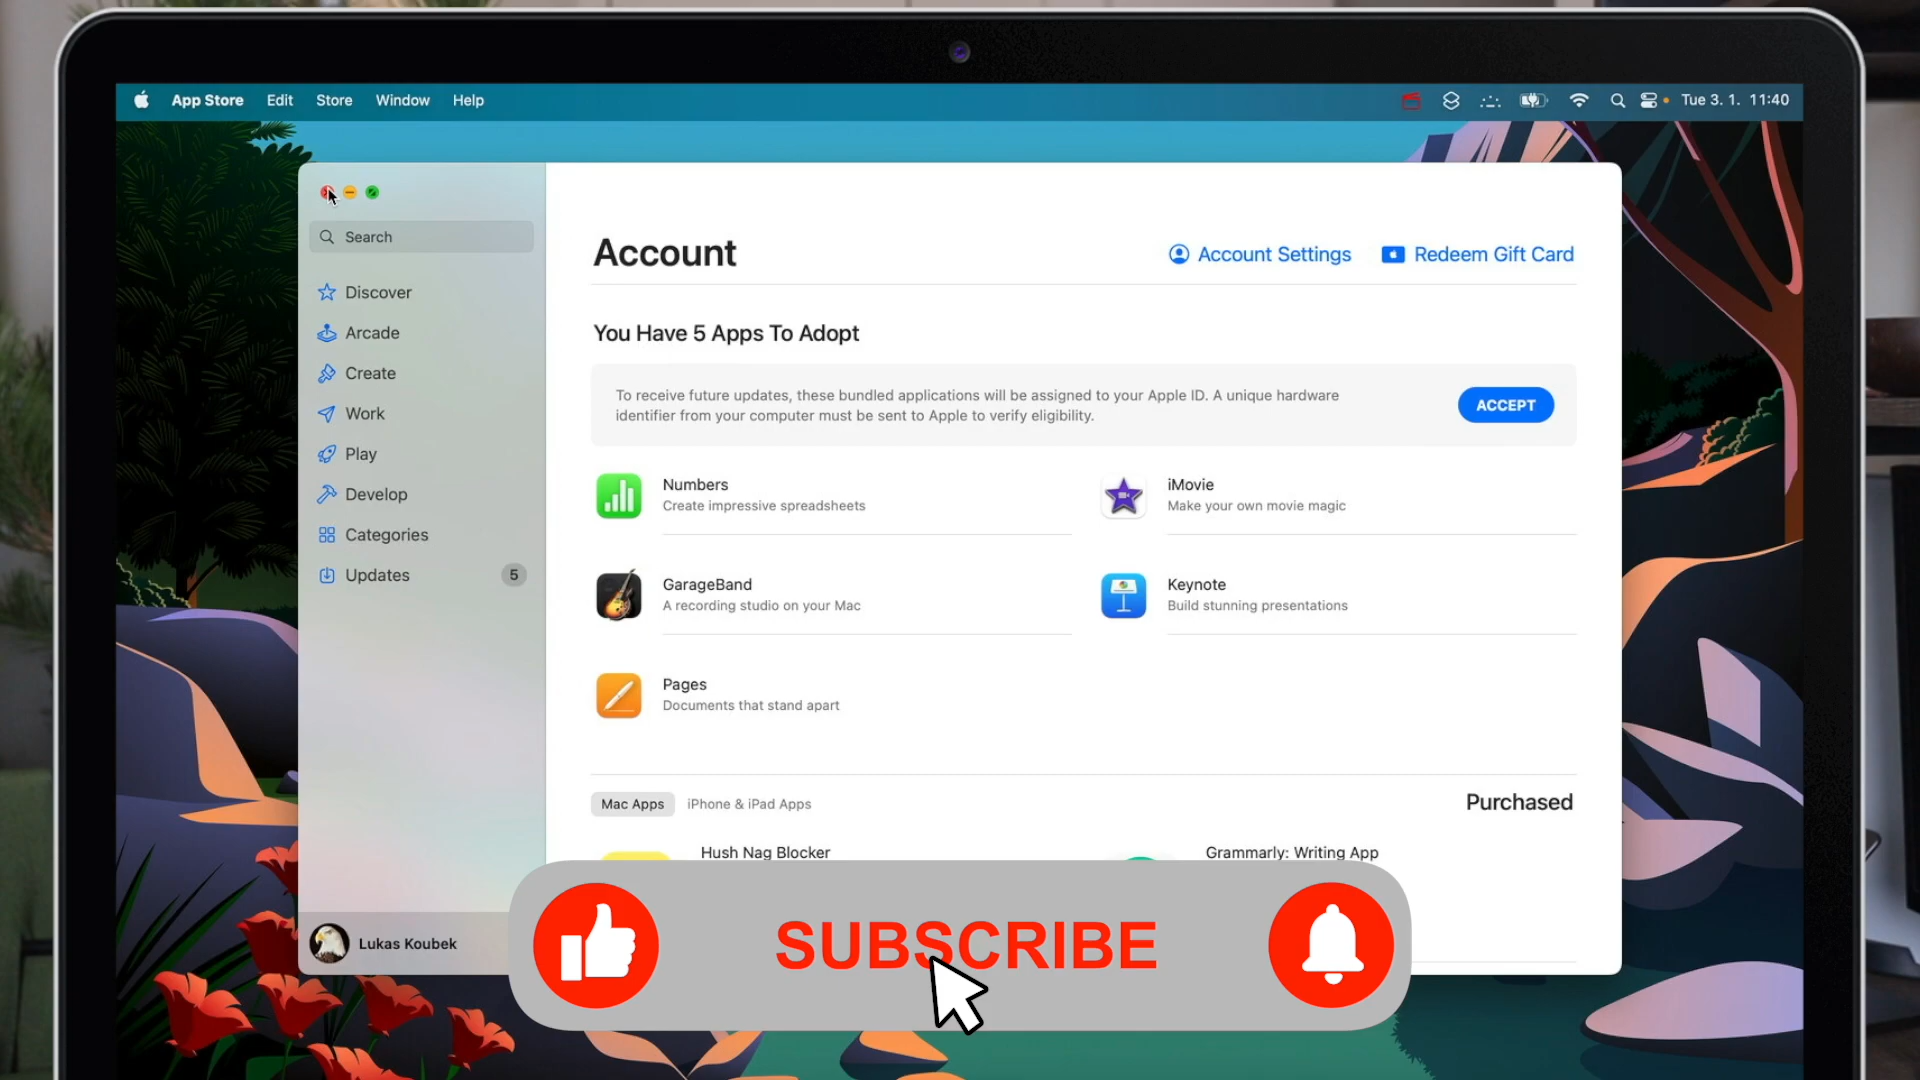 App Store Edit Store Window Help Tue 3. 1. 11:40
Search
Discover
Arcade
Create
Work
Play
Develop
Categories
Updates 5
Lukas Koubek
Account
Account Settings
Redeem Gift Card
You Have 5 Apps To Adopt
To receive future updates, these bundled applications will be assigned to your Apple ID. A unique hardware
identifier from your computer must be sent to Apple to verify eligibility.
ACCEPT
Numbers
Create impressive spreadsheets
iMovie
Make your own movie magic
GarageBand
A recording studio on your Mac
Keynote
Build stunning presentations
Pages
Documents that stand apart
Mac Apps iPhone & iPad Apps Purchased
Hush Nag Blocker
Grammarly: Writing App
SUBSCRIBE